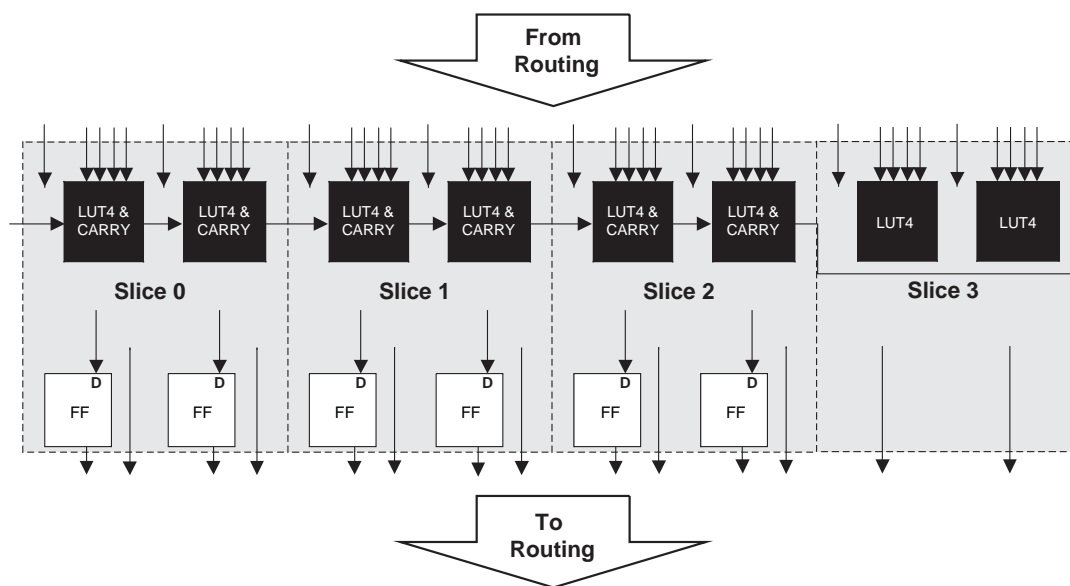 From
Routing
LUT4 &
CARRY
LUT4 &
CARRY
LUT4 &
CARRY
LUT4 &
CARRY
LUT4 &
CARRY
LUT4 &
CARRY
LUT4
LUT4
Slice 0
Slice 1
Slice 2
Slice 3
D
FF
D
FF
D
FF
D
FF
D
FF
D
FF
To
Routing